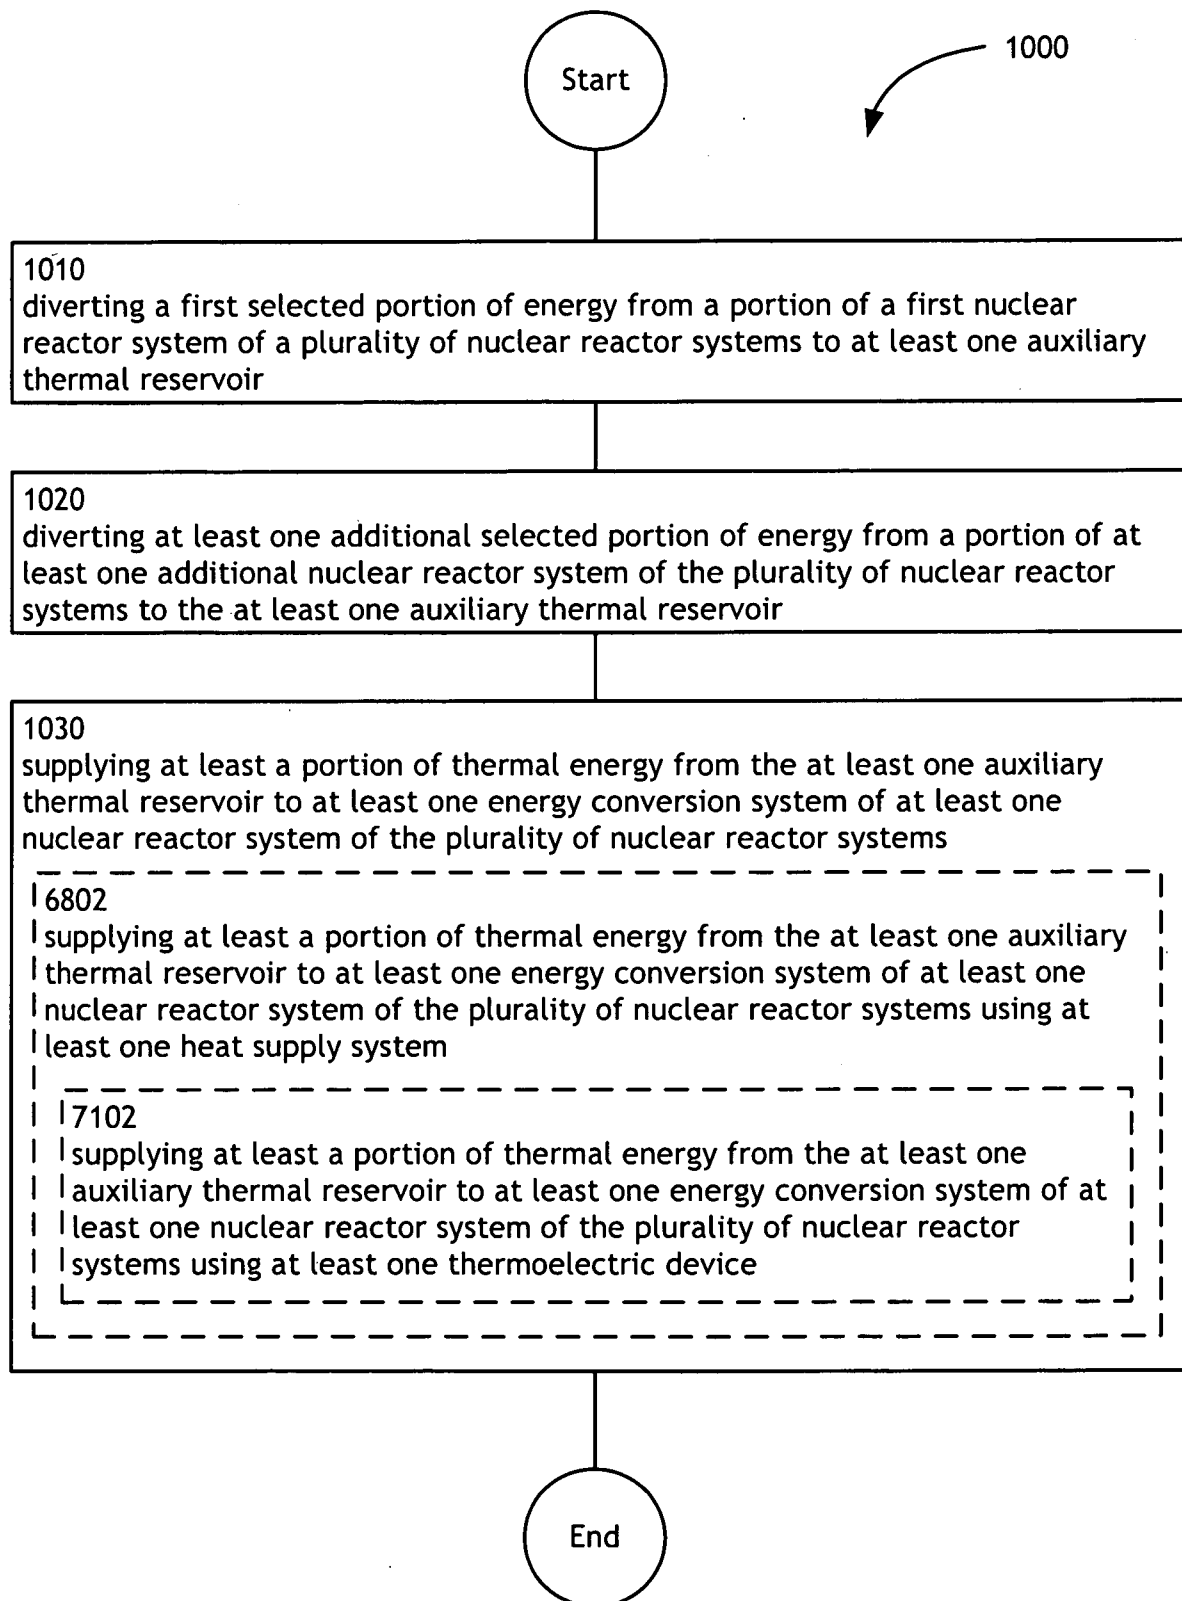 Start
1000
1010
diverting a first selected portion of energy from a portion of a first nuclear
reactor system of a plurality of nuclear reactor systems to at least one auxiliary
thermal reservoir
1020
diverting at least one additional selected portion of energy from a portion of at
least one additional nuclear reactor system of the plurality of nuclear reactor
systems to the at least one auxiliary thermal reservoir
1030
supplying at least a portion of thermal energy from the at least one auxiliary
thermal reservoir to at least one energy conversion system of at least one
nuclear reactor system of the plurality of nuclear reactor systems
6802
supplying at least a portion of thermal energy from the at least one auxiliary
thermal reservoir to at least one energy conversion system of at least one
nuclear reactor system of the plurality of nuclear reactor systems using at
least one heat supply system
7102
supplying at least a portion of thermal energy from the at least one
auxiliary thermal reservoir to at least one energy conversion system of at
least one nuclear reactor system of the plurality of nuclear reactor
systems using at least one thermoelectric device
End